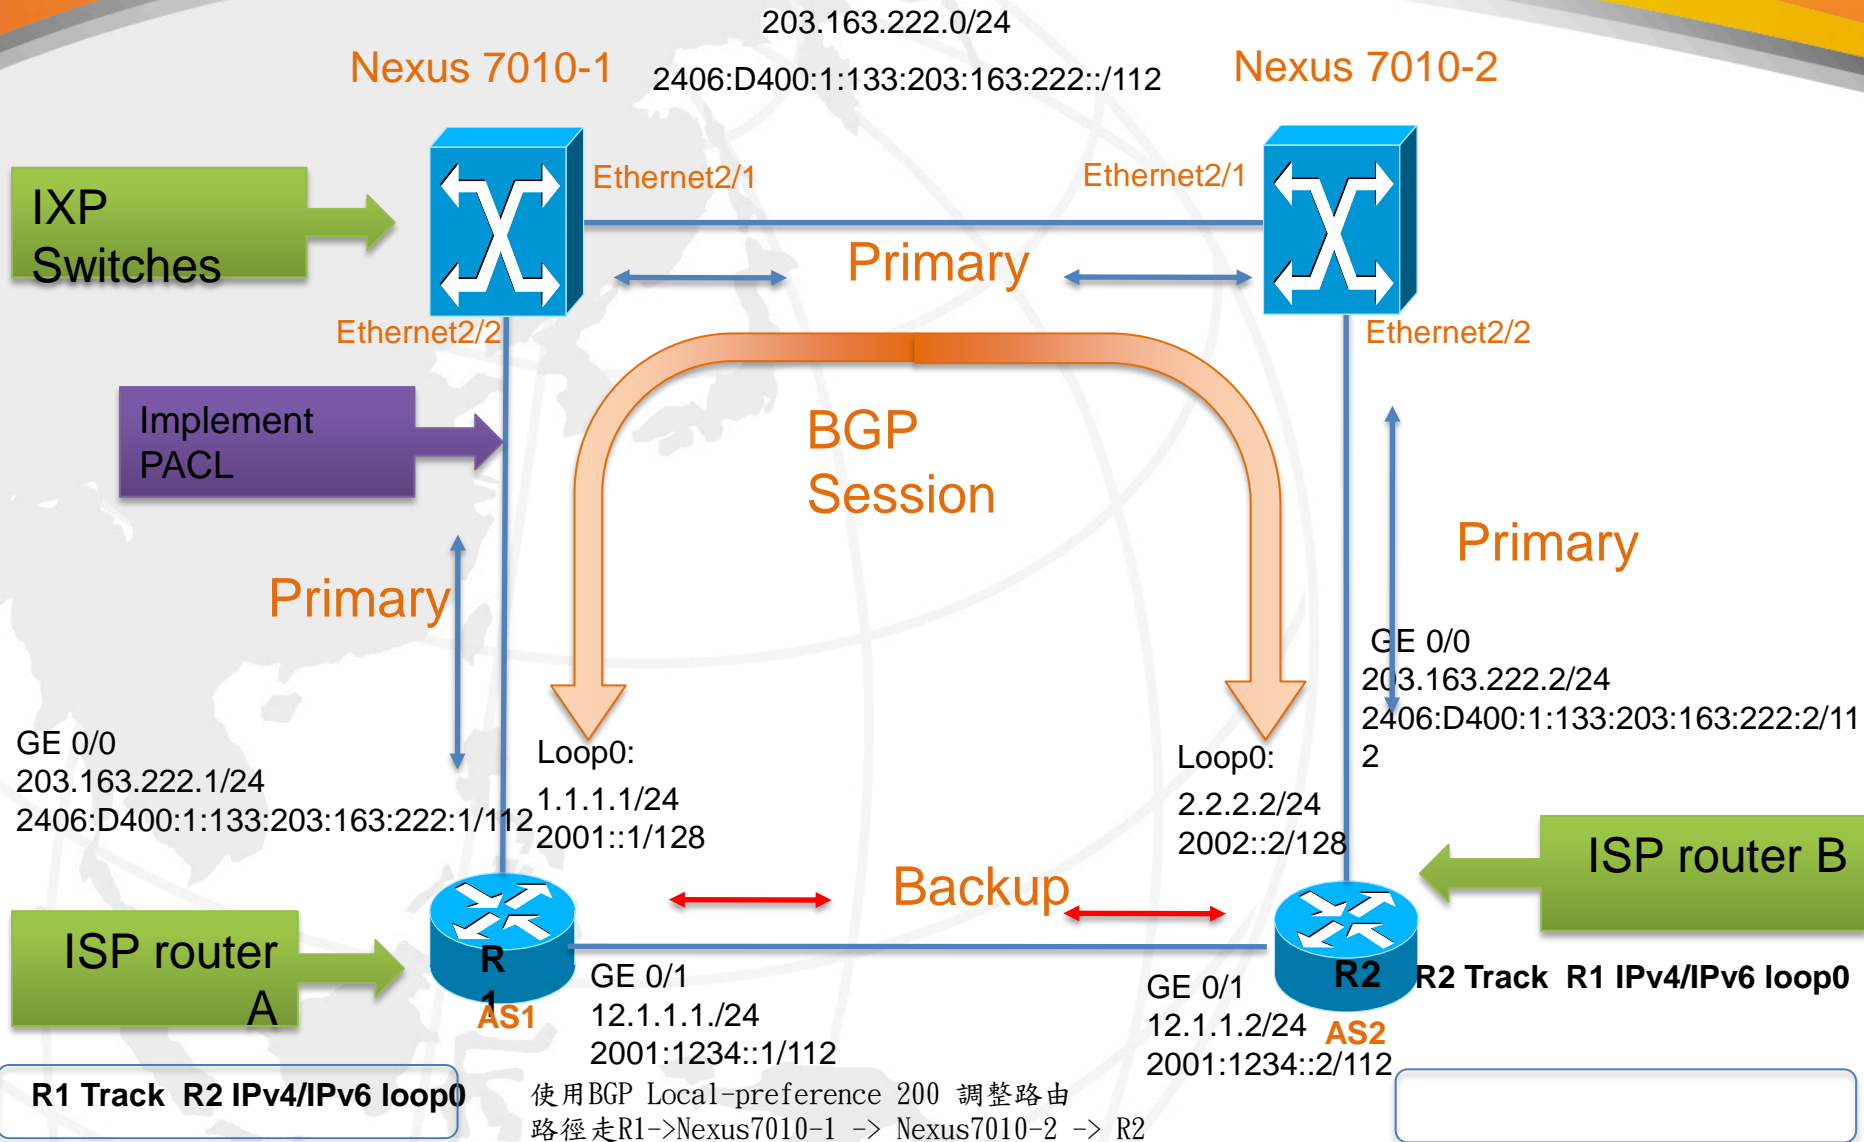 203.163.222.0/24
Nexus 7010-1
2406:D400:1:133:203:163:222::/112
Nexus 7010-2
IXP
Switches
Ethernet2/1
Ethernet2/1
Primary
Ethernet2/2
Ethernet2/2
Implement
PACL
BGP
Session
Primary
Primary
GE 0/0
203.163.222.2/24
2406:D400:1:133:203:163:222:2/11
2
GE 0/0
203.163.222.1/24
2406:D400:1:133:203:163:222:1/112
Loop0:
1.1.1.1/24
2001::1/128
Loop0:
2.2.2.2/24
2002::2/128
ISP router B
Backup
ISP router
A
R
1
AS1
GE 0/1
12.1.1.1./24
2001:1234::1/112
GE 0/1
12.1.1.2/24
2001:1234::2/112
R2
AS2
R2 Track R1 IPv4/IPv6 loop0
R1 Track R2 IPv4/IPv6 loop0
使用BGP Local-preference 200 調整路由
路徑走R1->Nexus7010-1 -> Nexus7010-2 -> R2